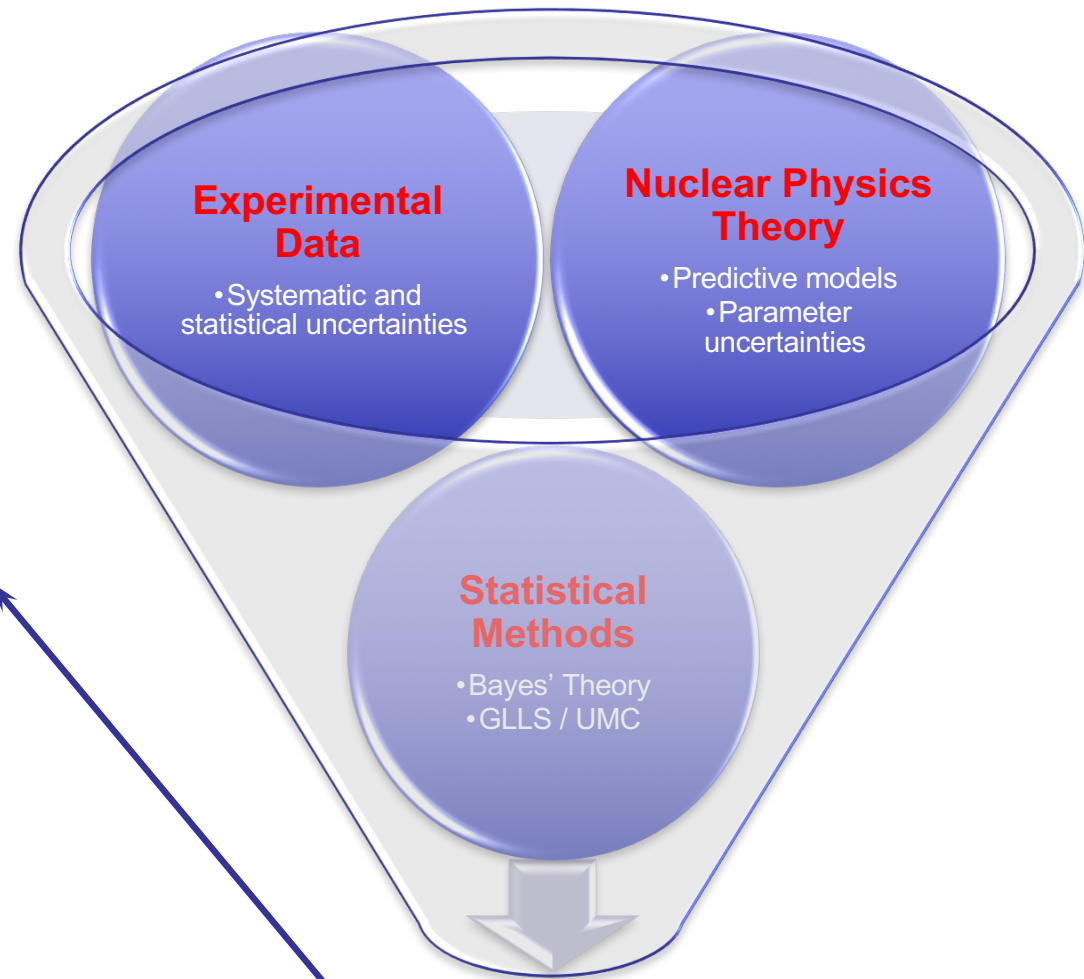 Experimental
Data
•Systematic and
statistical uncertainties
Nuclear Physics
Theory
•Predictive models
•Parameter
uncertainties
Statistical
Methods
•Bayes’ Theory
•GLLS / UMC